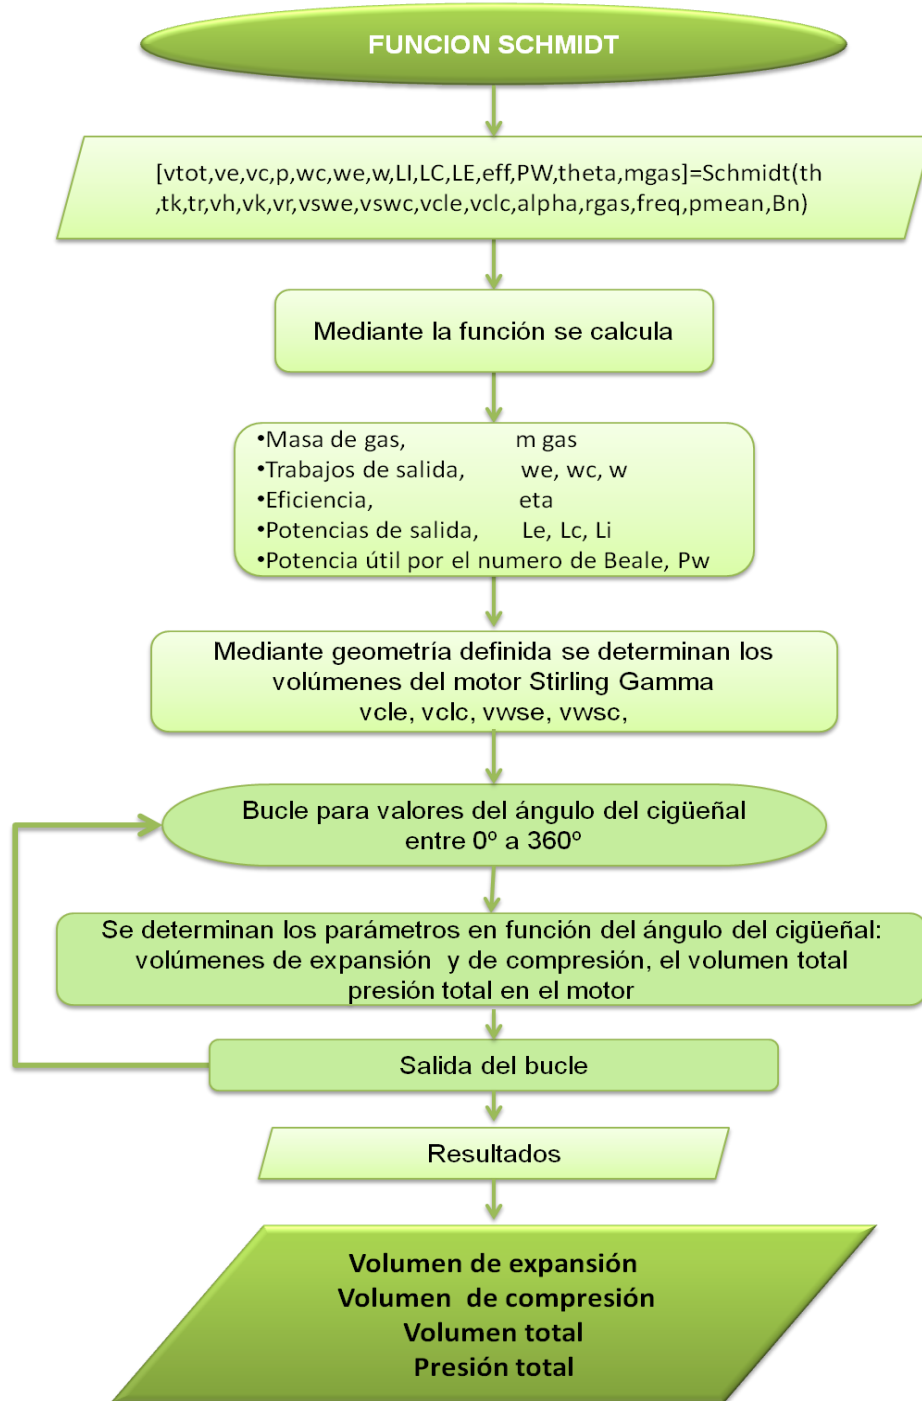 FUNCION SCHMIDT
[vtot,ve,vc,p,wc,we,w,LI,LC,LE,eff,PW,theta,mgas]=Schmidt(th
,tk,tr,vh,vk,vr,vswe,vswc,vcle,vclc,alpha,rgas,freq,pmean,Bn)
Mediante la función se calcula
•Masa de gas, m gas
•Trabajos de salida, we, wc, w
•Eficiencia, eta
•Potencias de salida, Le, Lc, Li
•Potencia útil por el numero de Beale, Pw
Mediante geometría definida se determinan los
volúmenes del motor Stirling Gamma
vcle, vclc, vwse, vwsc,
Bucle para valores del ángulo del cigüeñal
entre 0º a 360º
Se determinan los parámetros en función del ángulo del cigüeñal:
volúmenes de expansión y de compresión, el volumen total
presión total en el motor
Salida del bucle
Resultados
Volumen de expansión
Volumen de compresión
Volumen total
Presión total